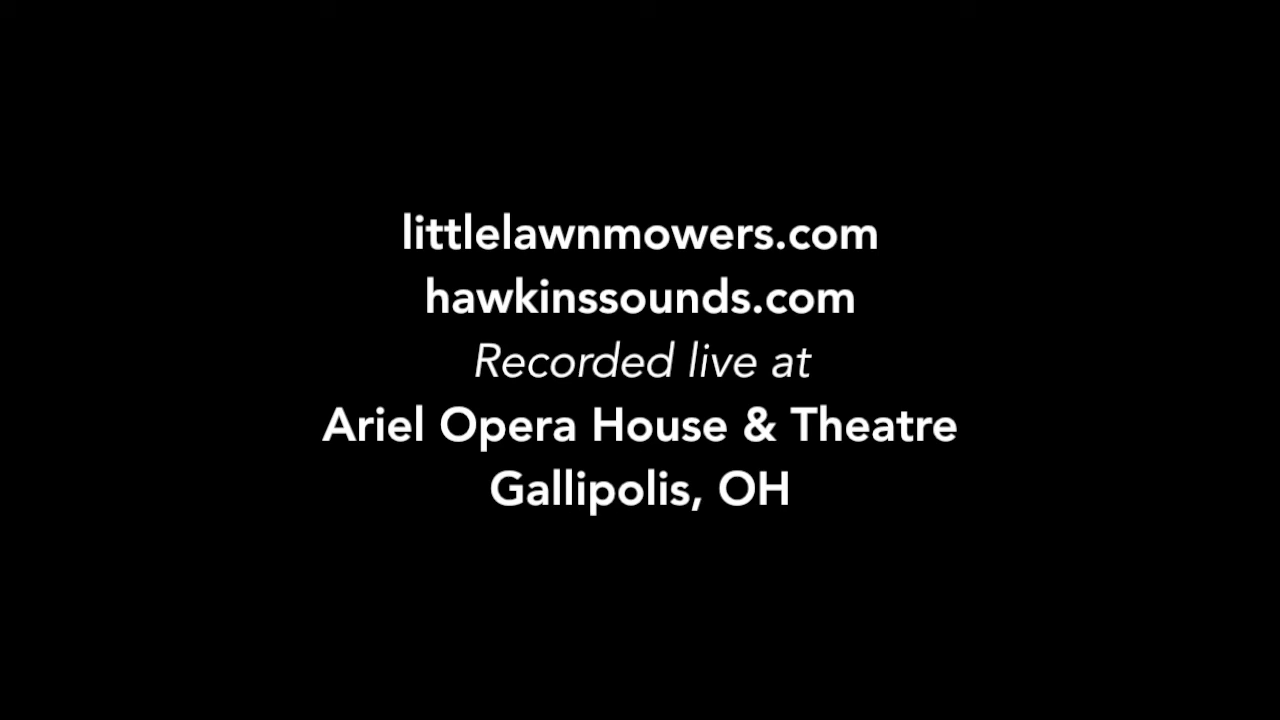 littlelawnmowers.com
hawkinssounds.com
Recorded live at
Ariel Opera House & Theatre
Gallipolis, OH